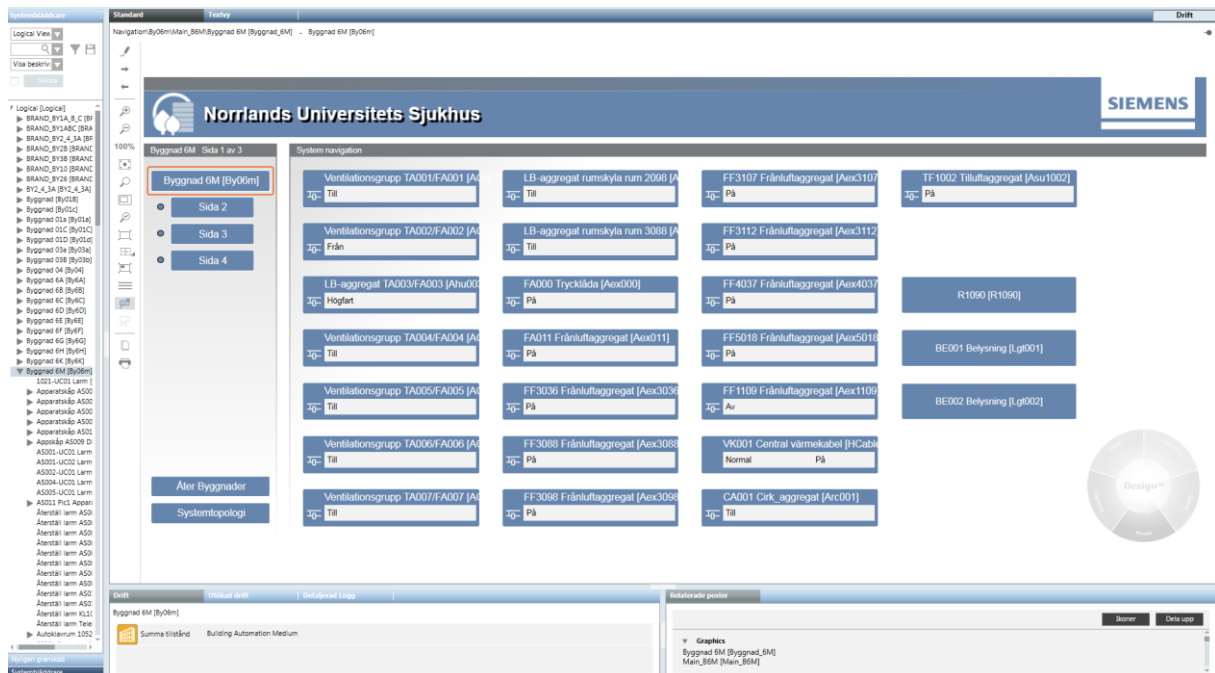 Systembläddrare
Standard
Textvy
Drift
Logical View
Navigation\By06m\Main_B6M\Byggnad 6M [Byggnad_6M] - Byggnad 6M [By06m]
Visa beskrivn
Söcka
100%
Norrlands Universitets Sjukhus
SIEMENS
Logical [Logical]
BRAND_BY1A_B_C [BF
BRAND_BY1ABC [BRA
BRAND_BY2_4_3A [BF
BRAND_BY2B [BRANC
BRAND_BY3B [BRANC
BRAND_BY10 [BRANC
BRAND_BY26 [BRANC
BY2_4_3A [BY2_4_3A]
Byggnad [By01B]
Byggnad [By01c]
Byggnad 01a [By01a]
Byggnad 01C [By01C]
Byggnad 01D [By01d]
Byggnad 03a [By03a]
Byggnad 03B [By03b]
Byggnad 04 [By04]
Byggnad 6A [By6A]
Byggnad 6B [By6B]
Byggnad 6C [By6C]
Byggnad 6D [By6D]
Byggnad 6E [By6E]
Byggnad 6F [By6F]
Byggnad 6G [By6G]
Byggnad 6H [By6H]
Byggnad 6K [By6K]
Byggnad 6M [By06m]
1021-UC01 Larm [
Apparatskåp AS00
Apparatskåp AS00
Apparatskåp AS00
Apparatskåp AS00
Apparatskåp AS01
Appskåp AS009 D
AS001-UC01 Larm
AS001-UC02 Larm
AS002-UC01 Larm
AS004-UC01 Larm
AS005-UC01 Larm
AS011 Plc1 Appar
Återställ larm AS0
Återställ larm AS0
Återställ larm AS0
Återställ larm AS0
Återställ larm AS0
Återställ larm AS0
Återställ larm AS0
Återställ larm AS0
Återställ larm AS0
Återställ larm KL1
Återställ larm Tele
Autoklavrum 1052
Nyligen granskad
Systembläddrare
Byggnad 6M Sida 1 av 3
Byggnad 6M [By06m]
Sida 2
Sida 3
Sida 4
Åter Byggnader
Systemtopologi
System navigation
Ventilationsgrupp TA001/FA001 [A
Till
LB-aggregat rumskyla rum 2098 [A
Till
FF3107 Frånluftaggregat [Aex3107
På
TF1002 Tilluftaggregat [Asu1002]
På
Ventilationsgrupp TA002/FA002 [A
Från
LB-aggregat rumskyla rum 3088 [A
Till
FF3112 Frånluftaggregat [Aex3112
På
LB-aggregat TA003/FA003 [Ahu00
Högfart
FA000 Trycklåda [Aex000]
På
FF4037 Frånluftaggregat [Aex4037
På
R1090 [R1090]
Ventilationsgrupp TA004/FA004 [A
Till
FA011 Frånluftaggregat [Aex011]
På
FF5018 Frånluftaggregat [Aex5018
På
BE001 Belysning [Lgt001]
Ventilationsgrupp TA005/FA005 [A
Till
FF3036 Frånluftaggregat [Aex3036
På
FF1109 Frånluftaggregat [Aex1109
Av
BE002 Belysning [Lgt002]
Ventilationsgrupp TA006/FA006 [A
Till
FF3088 Frånluftaggregat [Aex3088
På
VK001 Central värmekabel [HCabl
Normal På
Ventilationsgrupp TA007/FA007 [A
Till
FF3098 Frånluftaggregat [Aex3098
På
CA001 Cirk_aggregat [Arc001]
Till
Desigo
Power
Drift
Utökad drift
Detaljerad Logg
Byggnad 6M [By06m]
Summa tillstånd Building Automation Medium
Relaterade poster
Ikoner
Dela upp
Graphics
Byggnad 6M [Byggnad_6M]
Main_B6M [Main_B6M]